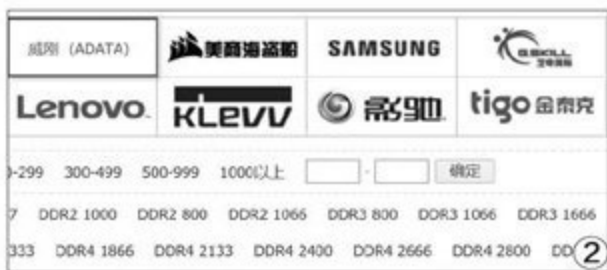 威刚 (ADATA) 美商海盗船 SAMSUNG G.SKILL 芝奇国际
Lenovo. KLEVV 影驰 tigo 金泰克
0-299 300-499 500-999 1000以上 - 确定
7 DDR2 1000 DDR2 800 DDR2 1066 DDR3 800 DDR3 1066 DDR3 1666
333 DDR4 1866 DDR4 2133 DDR4 2400 DDR4 2666 DDR4 2800 DD ②